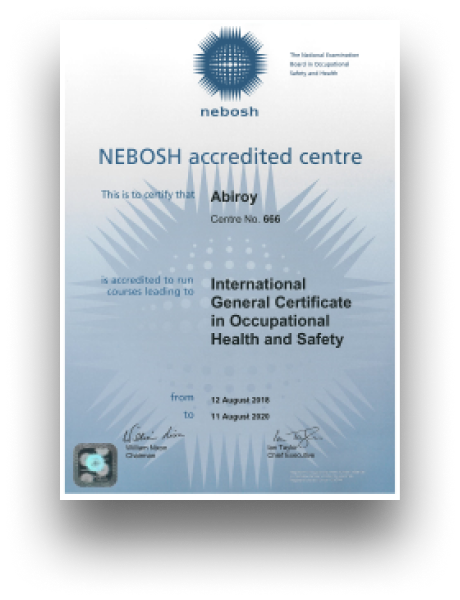 The National Examination
Board in Occupational
Safety and Health
nebosh
NEBOSH accredited centre
This is to certify that
Abiroy
Centre No. 666
is accredited to run
courses leading to
International
General Certificate
in Occupational
Health and Safety
from
12 August 2018
to
11 August 2020
William Nixon
Chairman
Ian Taylor
Chief Executive